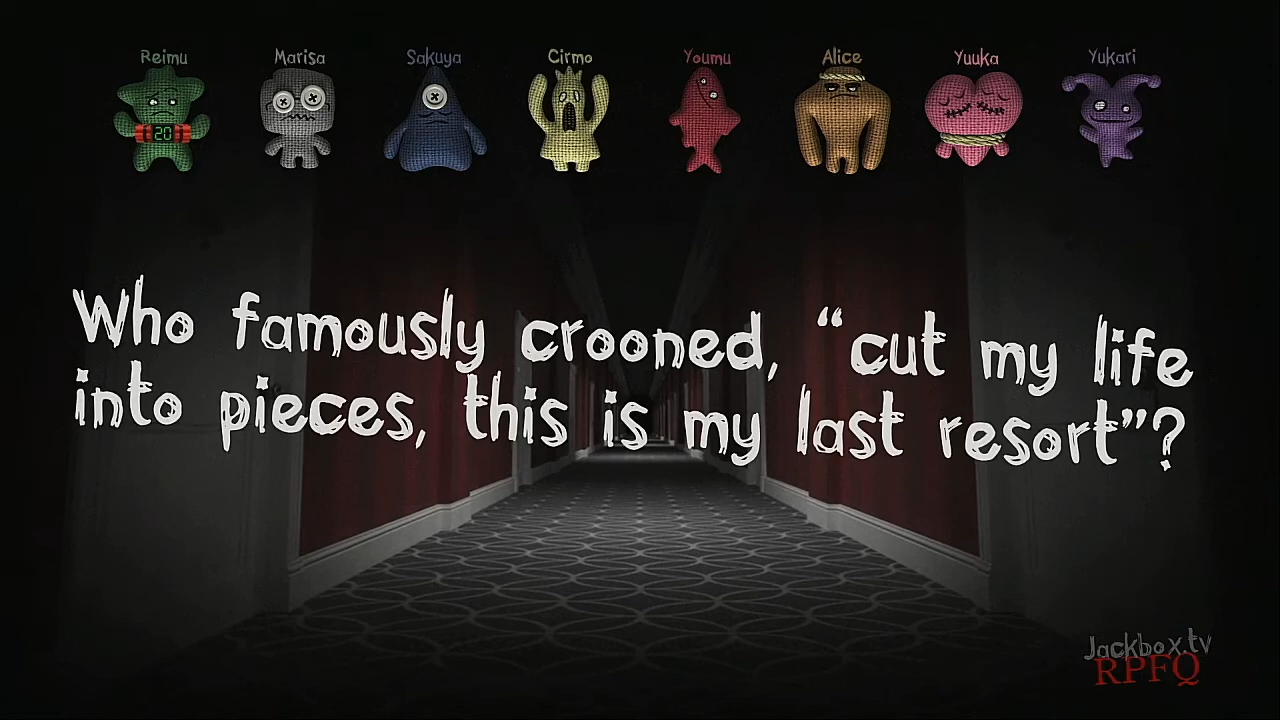 Reimu Marisa Sakuya Cirmo Youmu Alice Yuuka Yukari
20
Who famously crooned, “cut my life
into pieces, this is my last resort”?
Jackbox.tv
RPFQ